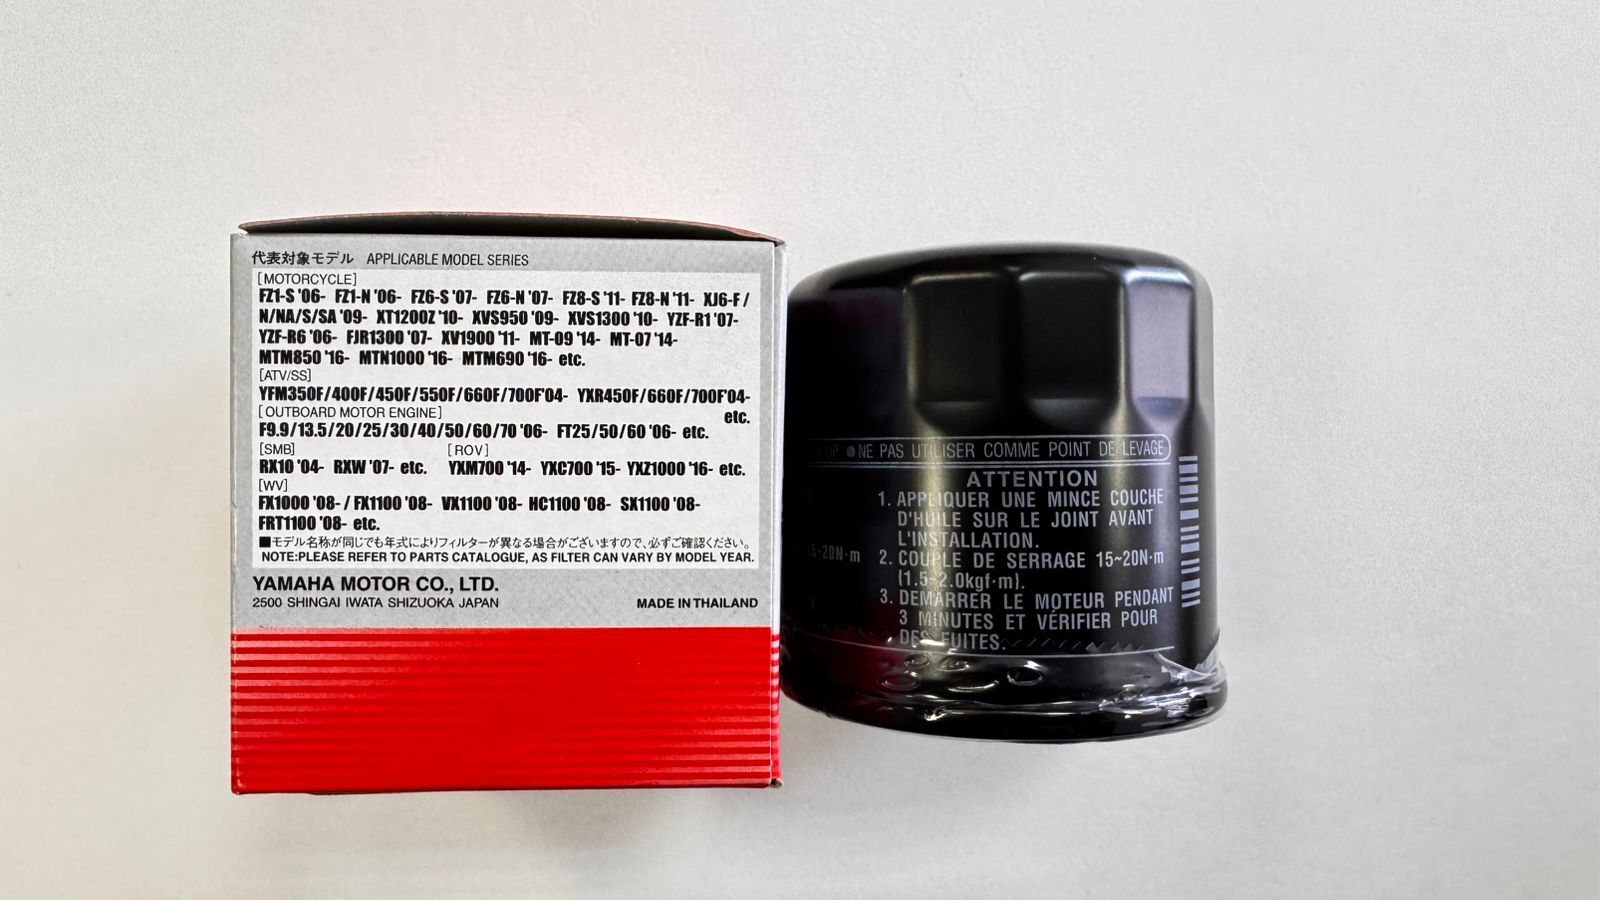 代表対象モデル APPLICABLE MODEL SERIES
[MOTORCYCLE]
FZ1-S '06- FZ1-N '06- FZ6-S '07- FZ6-N '07- FZ8-S '11- FZ8-N '11- XJ6-F /
N/NA/S/SA '09- XT1200Z '10- XVS950 '09- XVS1300 '10- YZF-R1 '07-
YZF-R6 '06- FJR1300 '07- XV1900 '11- MT-09 '14- MT-07 '14-
MTM850 '16- MTN1000 '16- MTM690 '16- etc.
[ATV/SS]
YFM350F/400F/450F/550F/660F/700F'04- YXR450F/660F/700F'04-
etc.
[OUTBOARD MOTOR ENGINE]
F9.9/13.5/20/25/30/40/50/60/70 '06- FT25/50/60 '06- etc.
[SMB] [ROV]
RX10 '04- RXW '07- etc. YXM700 '14- YXC700 '15- YXZ1000 '16- etc.
[WV]
FX1000 '08- / FX1100 '08- VX1100 '08- HC1100 '08- SX1100 '08-
FRT1100 '08- etc.
■モデル名称が同じでも年式によりフィルターが異なる場合がございますので、必ずご確認ください。
NOTE:PLEASE REFER TO PARTS CATALOGUE, AS FILTER CAN VARY BY MODEL YEAR.
YAMAHA MOTOR CO., LTD.
2500 SHINGAI IWATA SHIZUOKA JAPAN MADE IN THAILAND
UP ●NE PAS UTILISER COMME POINT DE LEVAGE
ATTENTION
1. APPLIQUER UNE MINCE COUCHE
D'HUILE SUR LE JOINT AVANT
L'INSTALLATION.
15~20N·m
2. COUPLE DE SERRAGE 15~20N·m
(1.5~2.0kgf·m).
3. DÉMARRER LE MOTEUR PENDANT
3 MINUTES ET VÉRIFIER POUR
DES FUITES.